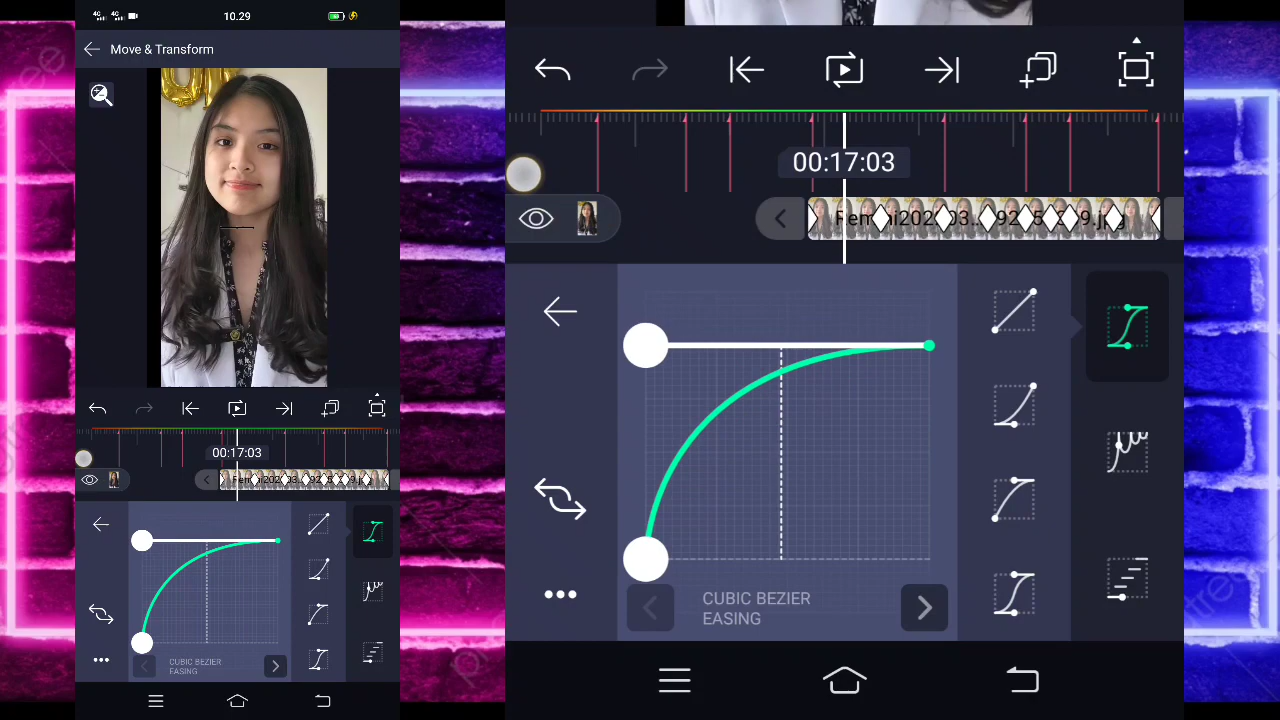 10.29
Move & Transform
00:17:03
CUBIC BEZIER
EASING
00:17:03
CUBIC BEZIER
EASING